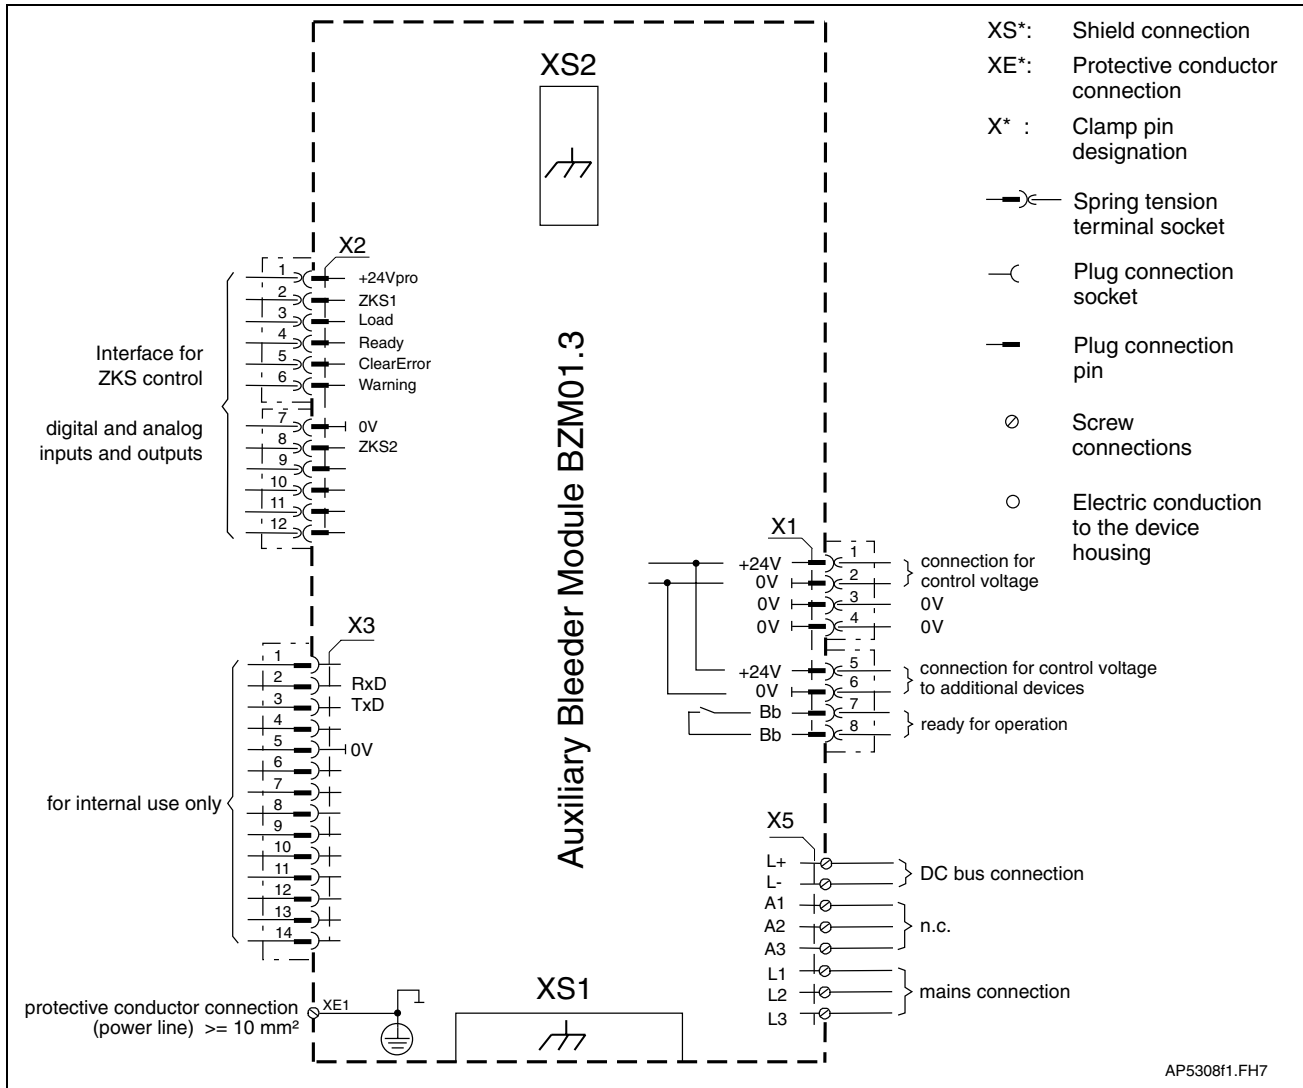 XS2
XS*: Shield connection
XE*: Protective conductor
connection
X* : Clamp pin
designation
Spring tension
terminal socket
Plug connection
socket
Plug connection
pin
Screw
connections
Electric conduction
to the device
housing
X2
1 +24Vpro
2 ZKS1
3 Load
4 Ready
5 ClearError
6 Warning
7 0V
8 ZKS2
9
10
11
12
Interface for
ZKS control
digital and analog
inputs and outputs
Auxiliary Bleeder Module BZM01.3
X1
+24V 1
0V 2
0V 3 0V
0V 4 0V
connection for
control voltage
+24V 5
0V 6
Bb 7
Bb 8
connection for control voltage
to additional devices
ready for operation
X3
1
2 RxD
3 TxD
4
5 0V
6
7
8
9
10
11
12
13
14
for internal use only
X5
L+
L-
DC bus connection
A1
A2
A3
n.c.
L1
L2
L3
mains connection
protective conductor connection
(power line) >= 10 mm²
XE1
XS1
AP5308f1.FH7